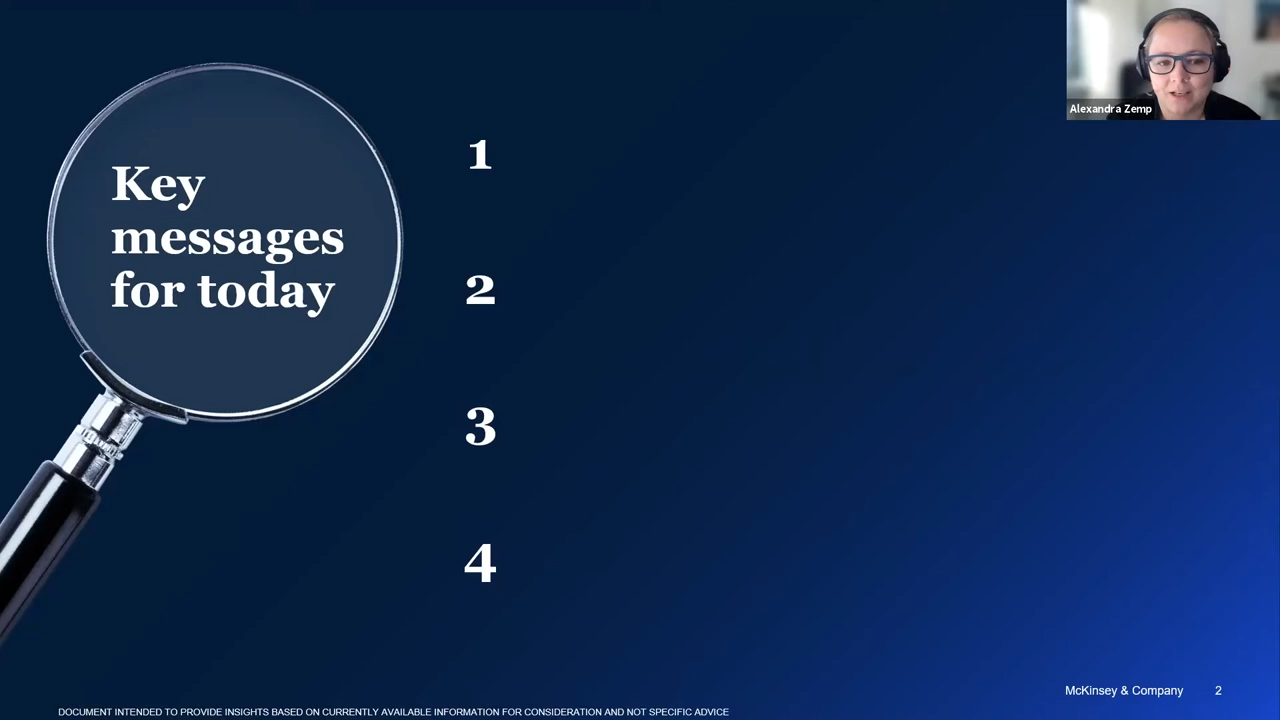 Alexandra Zemp
Key
messages
for today
1
2
3
4
McKinsey & Company 2
DOCUMENT INTENDED TO PROVIDE INSIGHTS BASED ON CURRENTLY AVAILABLE INFORMATION FOR CONSIDERATION AND NOT SPECIFIC ADVICE